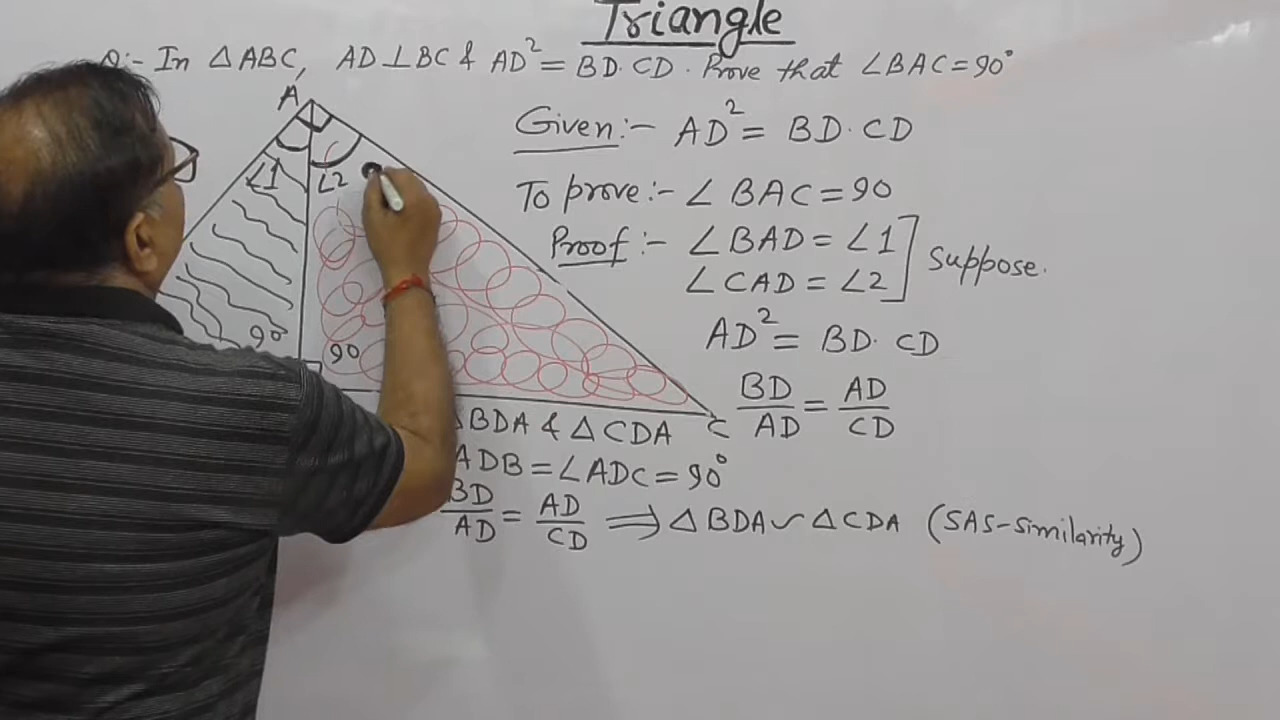 Triangle
Q:- In △ABC, AD⊥BC & AD²= BD·CD. Prove that ∠BAC=90°
A
∠1 ∠2
90 90
C
Given:- AD²= BD·CD
To prove:- ∠BAC=90
Proof:- ∠BAD=∠1
∠CAD=∠2
] Suppose.
AD²= BD·CD
BD/AD = AD/CD
△BDA & △CDA
ADB=∠ADC=90°
BD/AD = AD/CD ⟹ △BDA ~ △CDA (SAS-similarity)